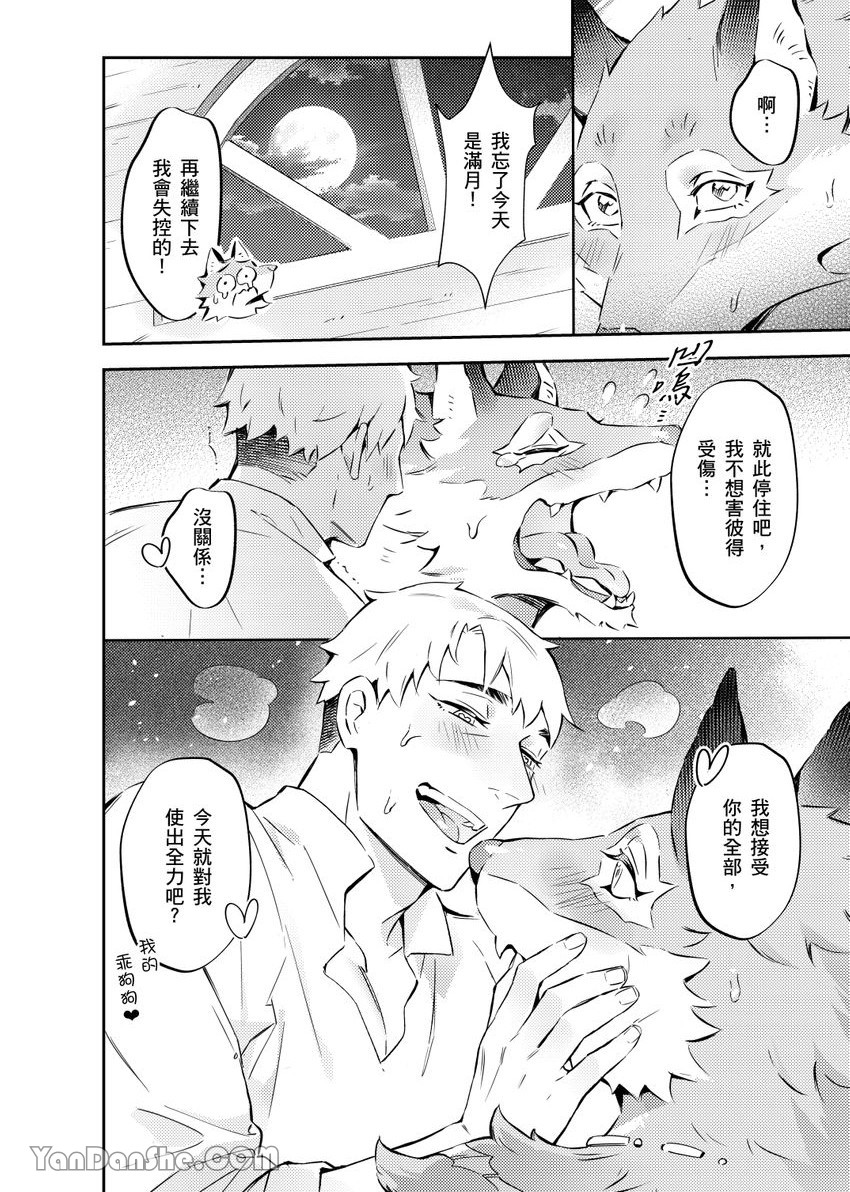 啊…
我忘了今天
是滿月！
再繼續下去
我會失控的！
嗚…
就此停住吧，
我不想害彼得
受傷…
沒關係…
我想接受
你的全部，
今天就對我
使出全力吧？
我的
乖狗狗❤
YanDanshe.COM